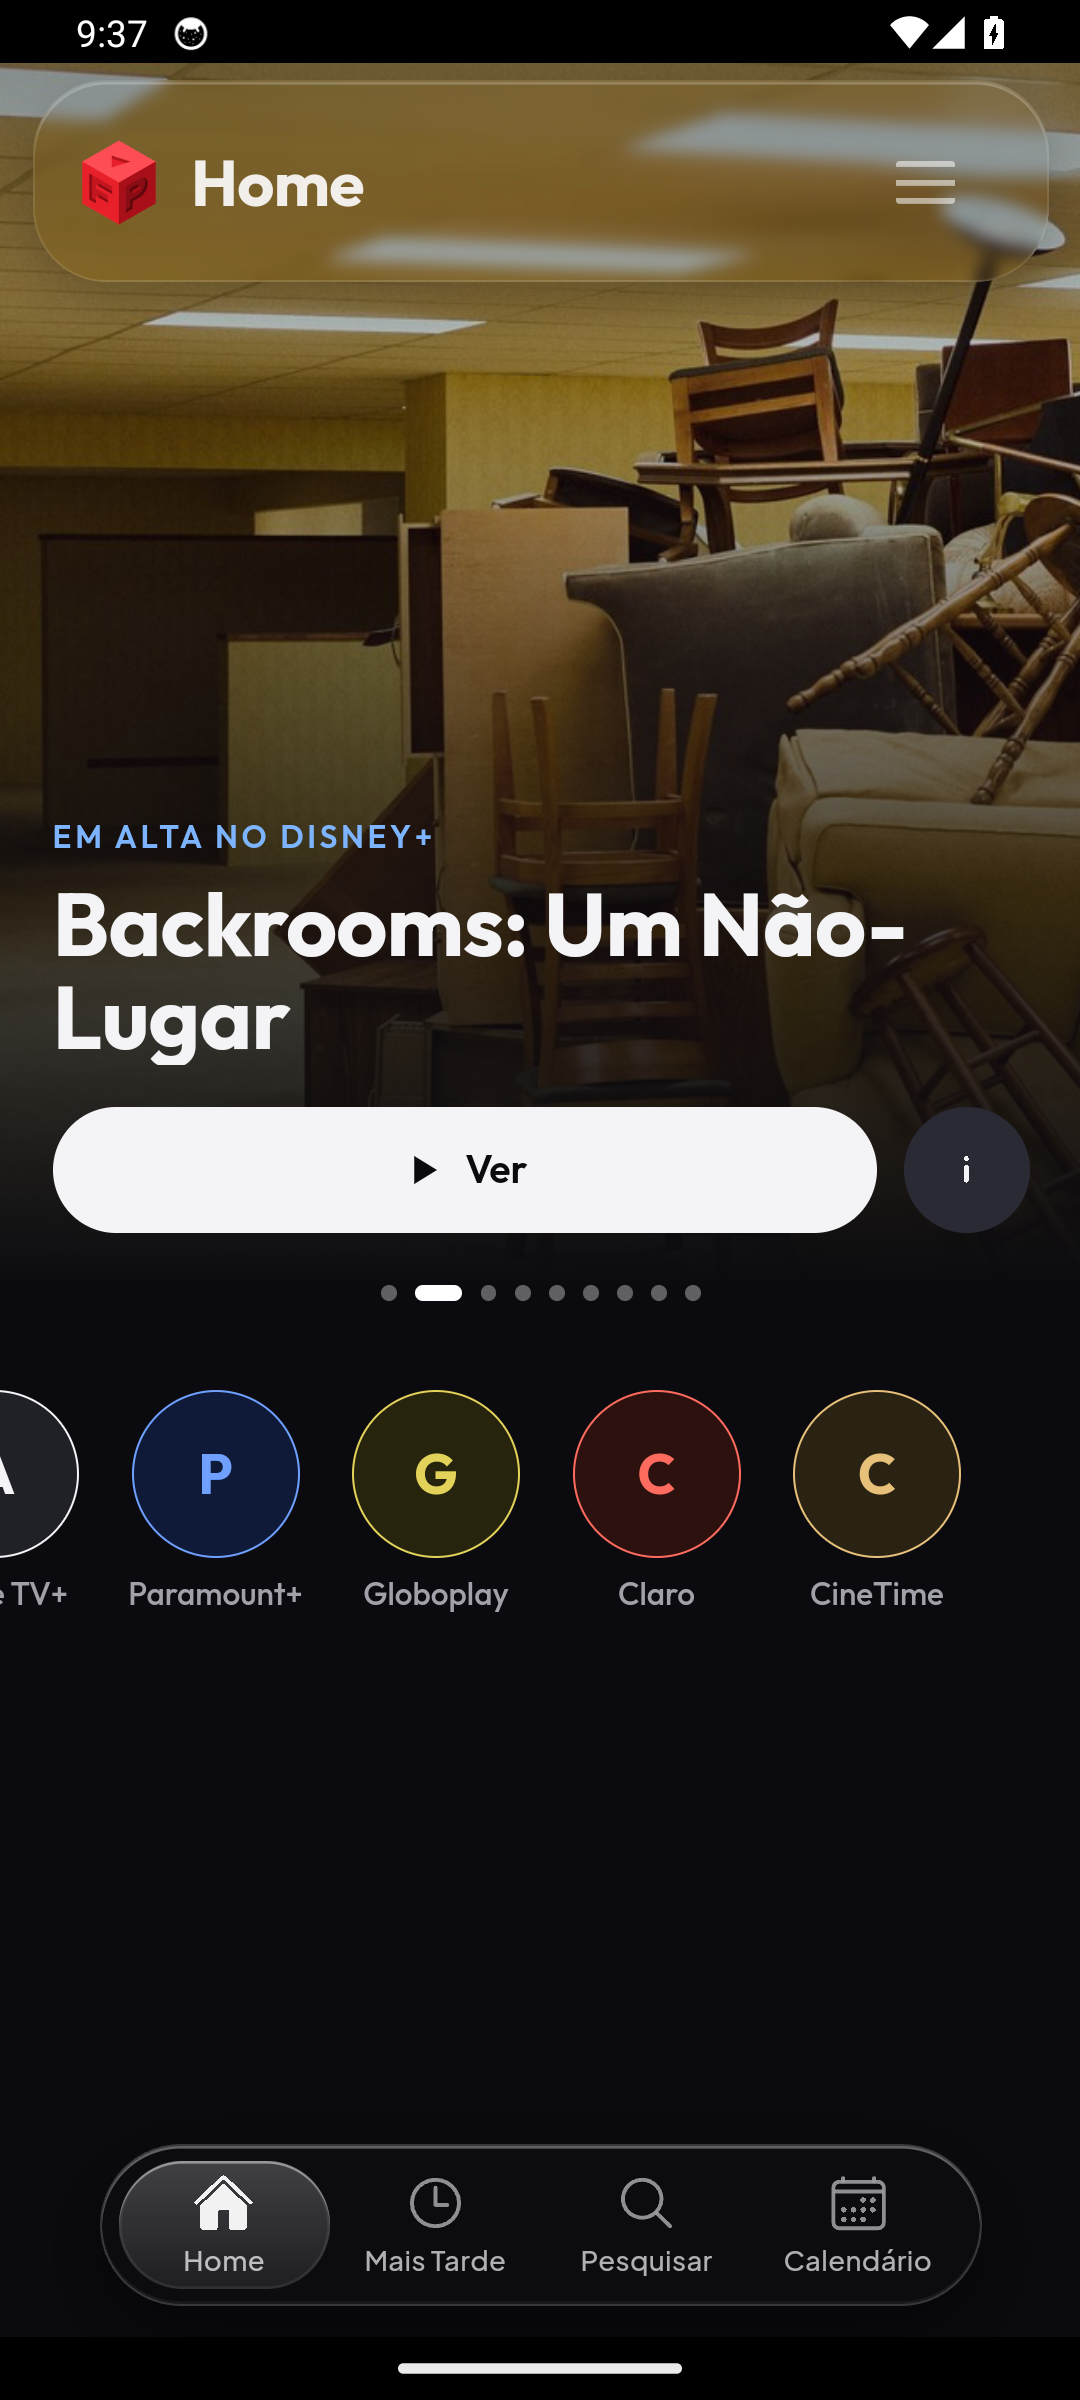 9:37
Home
EM ALTA NO DISNEY+
Backrooms: Um Não-
Lugar
Ver
P
G
C
C
TV+
Paramount+
Globoplay
Claro
CineTime
Home
Mais Tarde
Pesquisar
Calendário